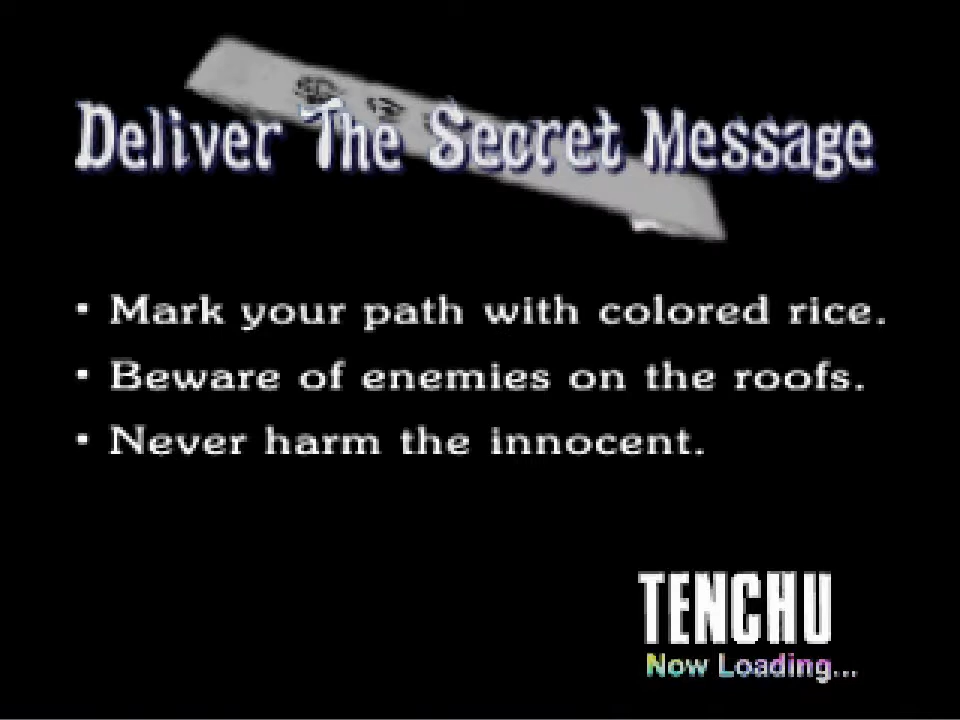 Deliver The Secret Message
• Mark your path with colored rice.
• Beware of enemies on the roofs.
• Never harm the innocent.
TENCHU
Now Loading...